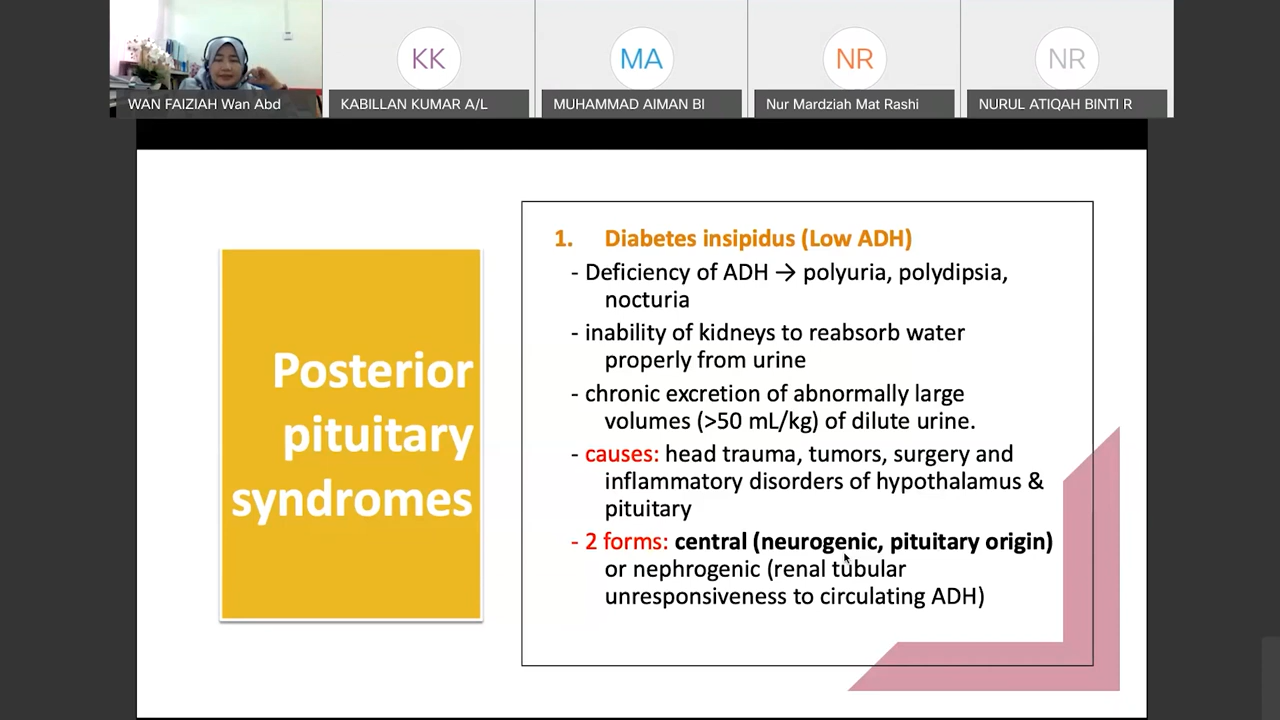 KK
MA
NR
NR
WAN FAIZIAH Wan Abd
KABILLAN KUMAR A/L
MUHAMMAD AIMAN BI
Nur Mardziah Mat Rashi
NURUL ATIQAH BINTI R
Posterior
pituitary
syndromes
1. Diabetes insipidus (Low ADH)
- Deficiency of ADH → polyuria, polydipsia,
nocturia
- inability of kidneys to reabsorb water
properly from urine
- chronic excretion of abnormally large
volumes (>50 mL/kg) of dilute urine.
- causes: head trauma, tumors, surgery and
inflammatory disorders of hypothalamus &
pituitary
- 2 forms: central (neurogenic, pituitary origin)
or nephrogenic (renal tubular
unresponsiveness to circulating ADH)